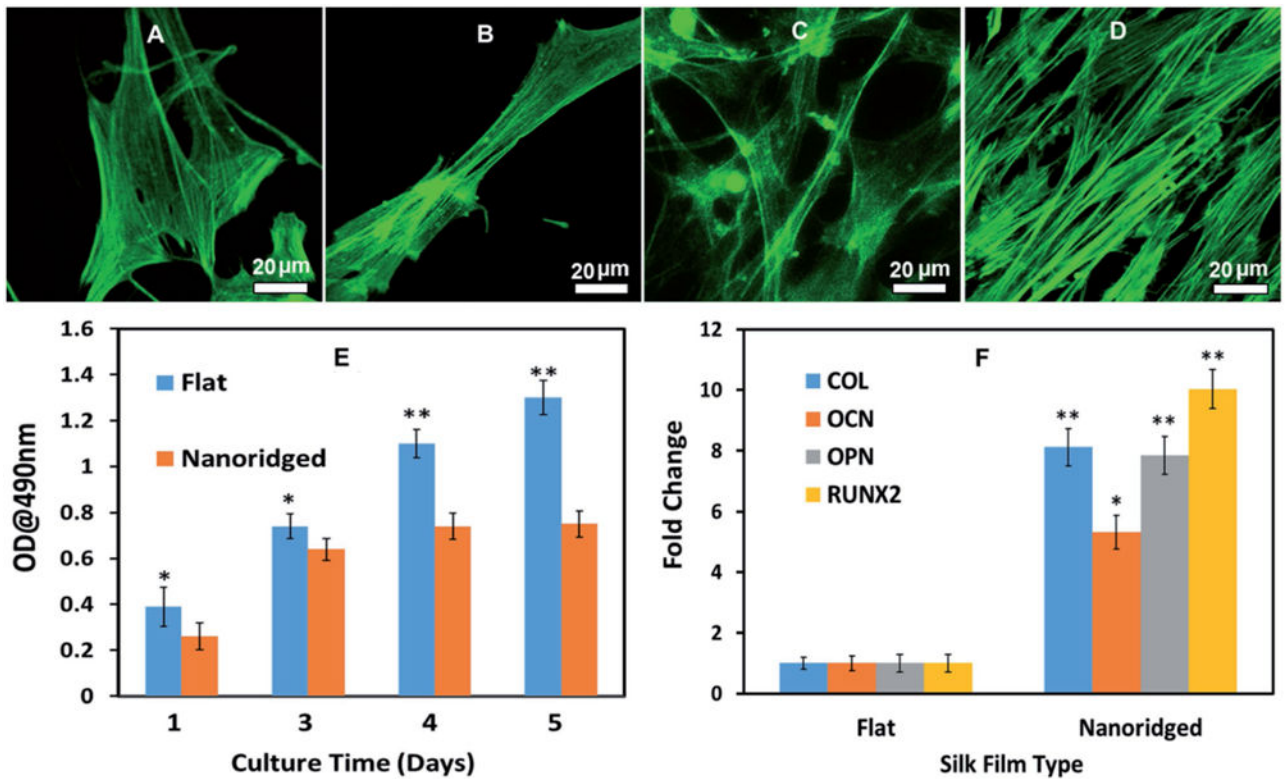 A
B
C
D
20 µm
20 µm
20 µm
20 µm
E
Flat
Nanoridged
OD@490nm
1.6
1.4
1.2
1
0.8
0.6
0.4
0.2
0
*
*
**
**
1
3
4
5
Culture Time (Days)
F
COL
OCN
OPN
RUNX2
Fold Change
12
10
8
6
4
2
0
**
*
**
**
Flat
Nanoridged
Silk Film Type